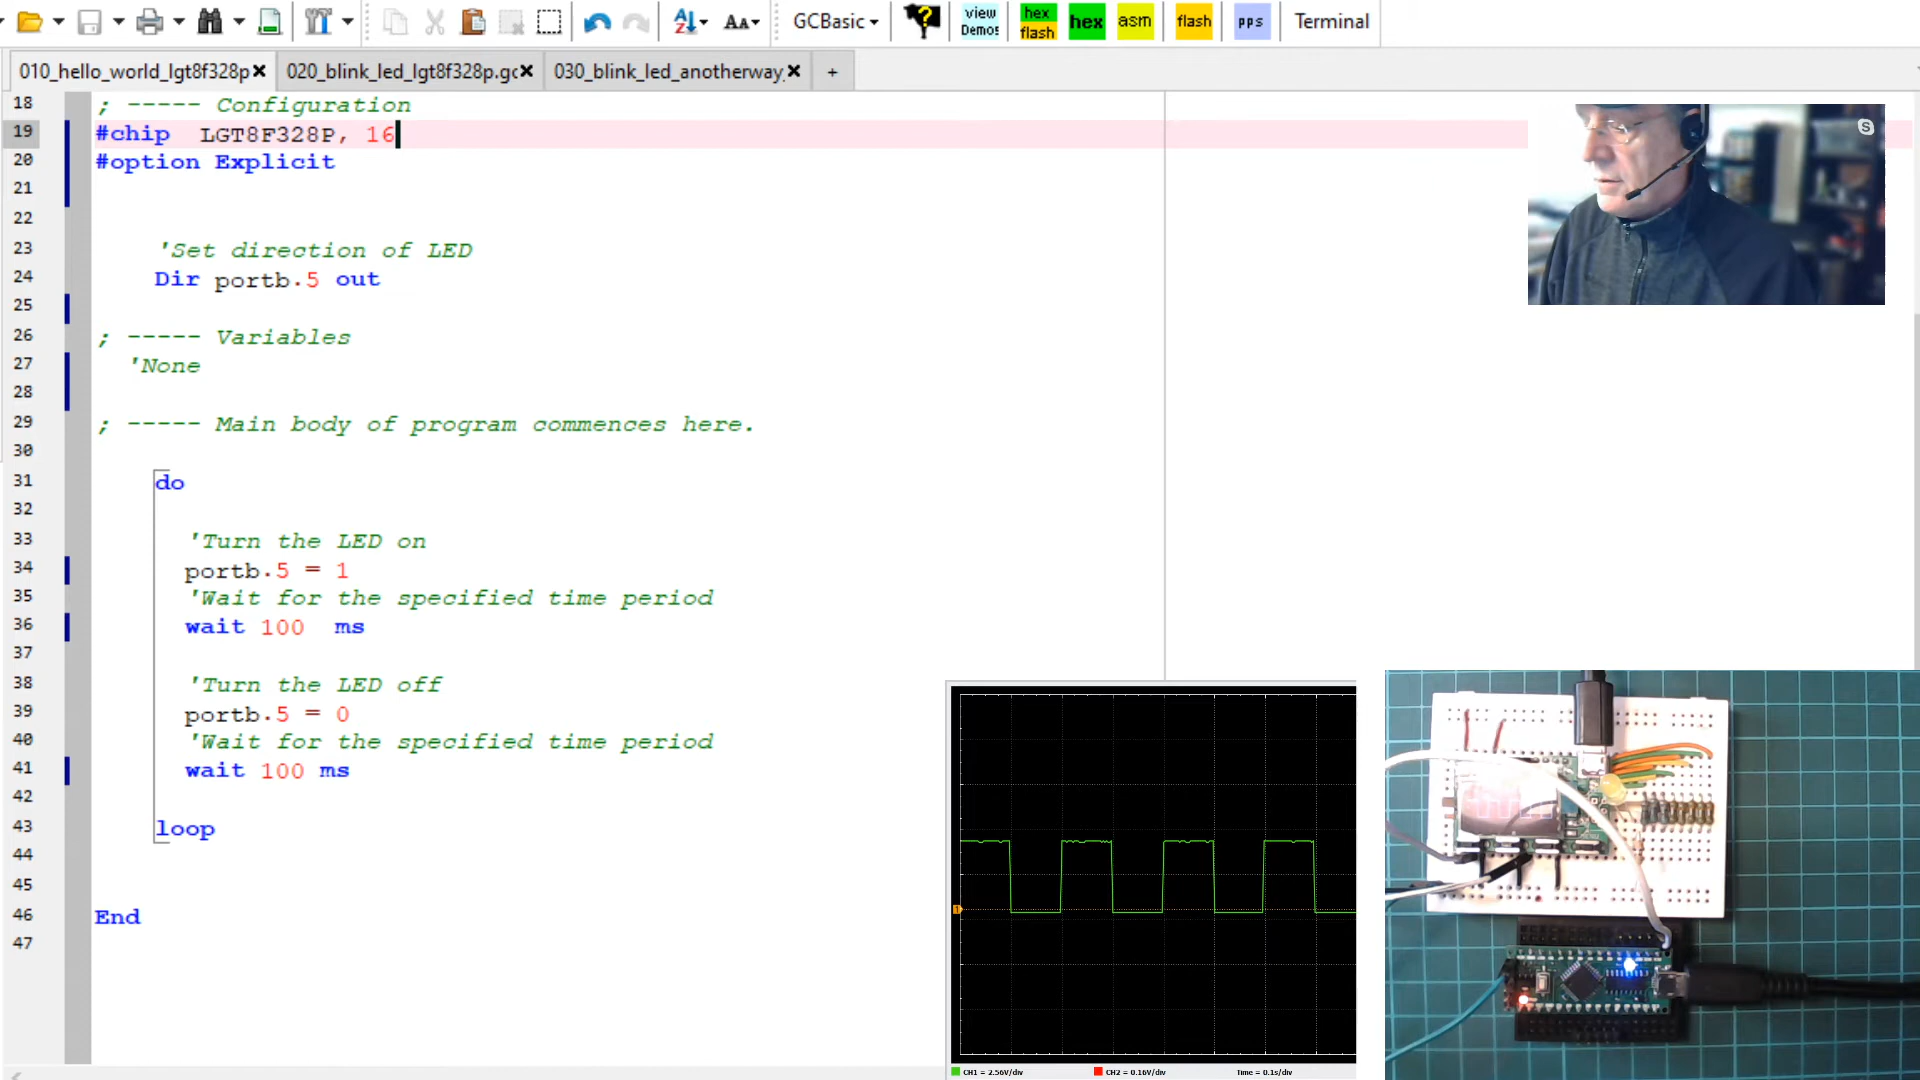 GCBasic
view
Demos
hex
flash
hex
asm
flash
pps
Terminal
010_hello_world_lgt8f328p
020_blink_led_lgt8f328p.gc
030_blink_led_anotherway.
18 ; ----- Configuration
19 #chip  LGT8F328P, 16
20 #option Explicit
21
22
23 'Set direction of LED
24 Dir portb.5 out
25
26 ; ----- Variables
27 'None
28
29 ; ----- Main body of program commences here.
30
31 do
32
33 'Turn the LED on
34 portb.5 = 1
35 'Wait for the specified time period
36 wait 100  ms
37
38 'Turn the LED off
39 portb.5 = 0
40 'Wait for the specified time period
41 wait 100 ms
42
43 loop
44
45
46 End
47
CH1 = 2.56V/div
CH2 = 0.16V/div
Time = 0.1s/div